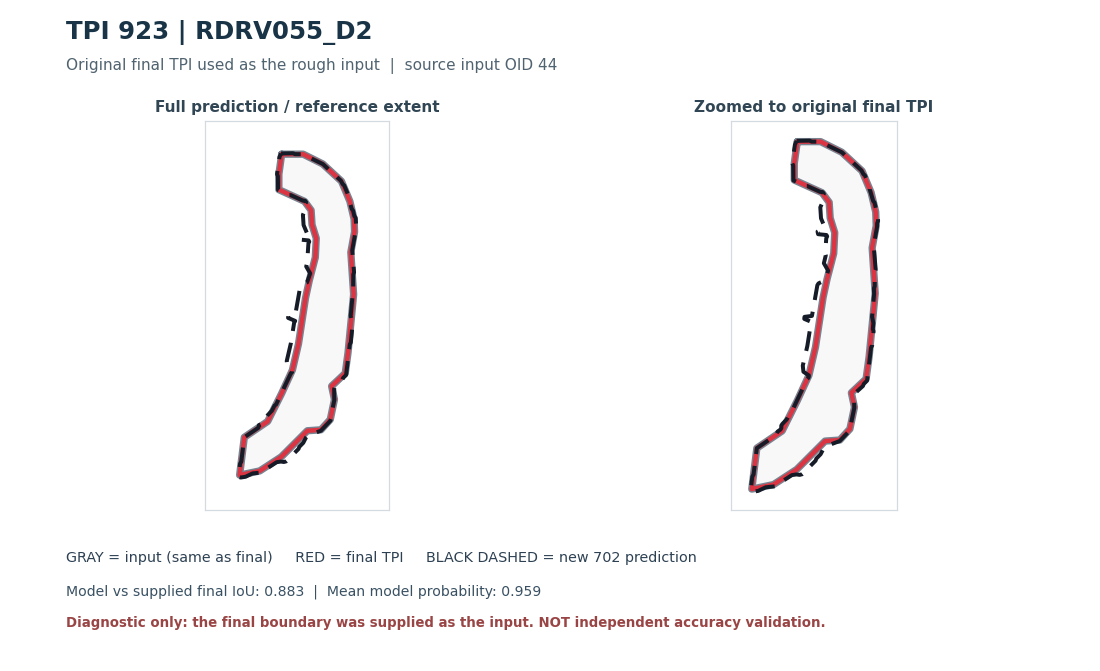 TPI 923 | RDRV055_D2
Original final TPI used as the rough input | source input OID 44
Full prediction / reference extent
Zoomed to original final TPI
GRAY = input (same as final) RED = final TPI BLACK DASHED = new 702 prediction
Model vs supplied final IoU: 0.883 | Mean model probability: 0.959
Diagnostic only: the final boundary was supplied as the input. NOT independent accuracy validation.